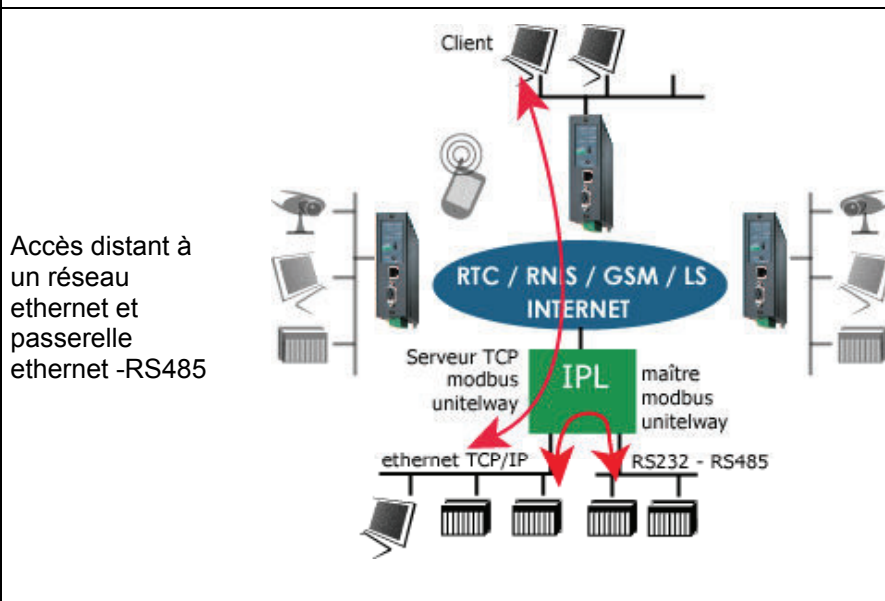 Accès distant à
un réseau
ethernet et
passerelle
ethernet -RS485
Client
RTC / RNIS / GSM / LS
INTERNET
Serveur TCP
modbus
unitelway
IPL
maître
modbus
unitelway
ethernet TCP/IP
RS232 - RS485